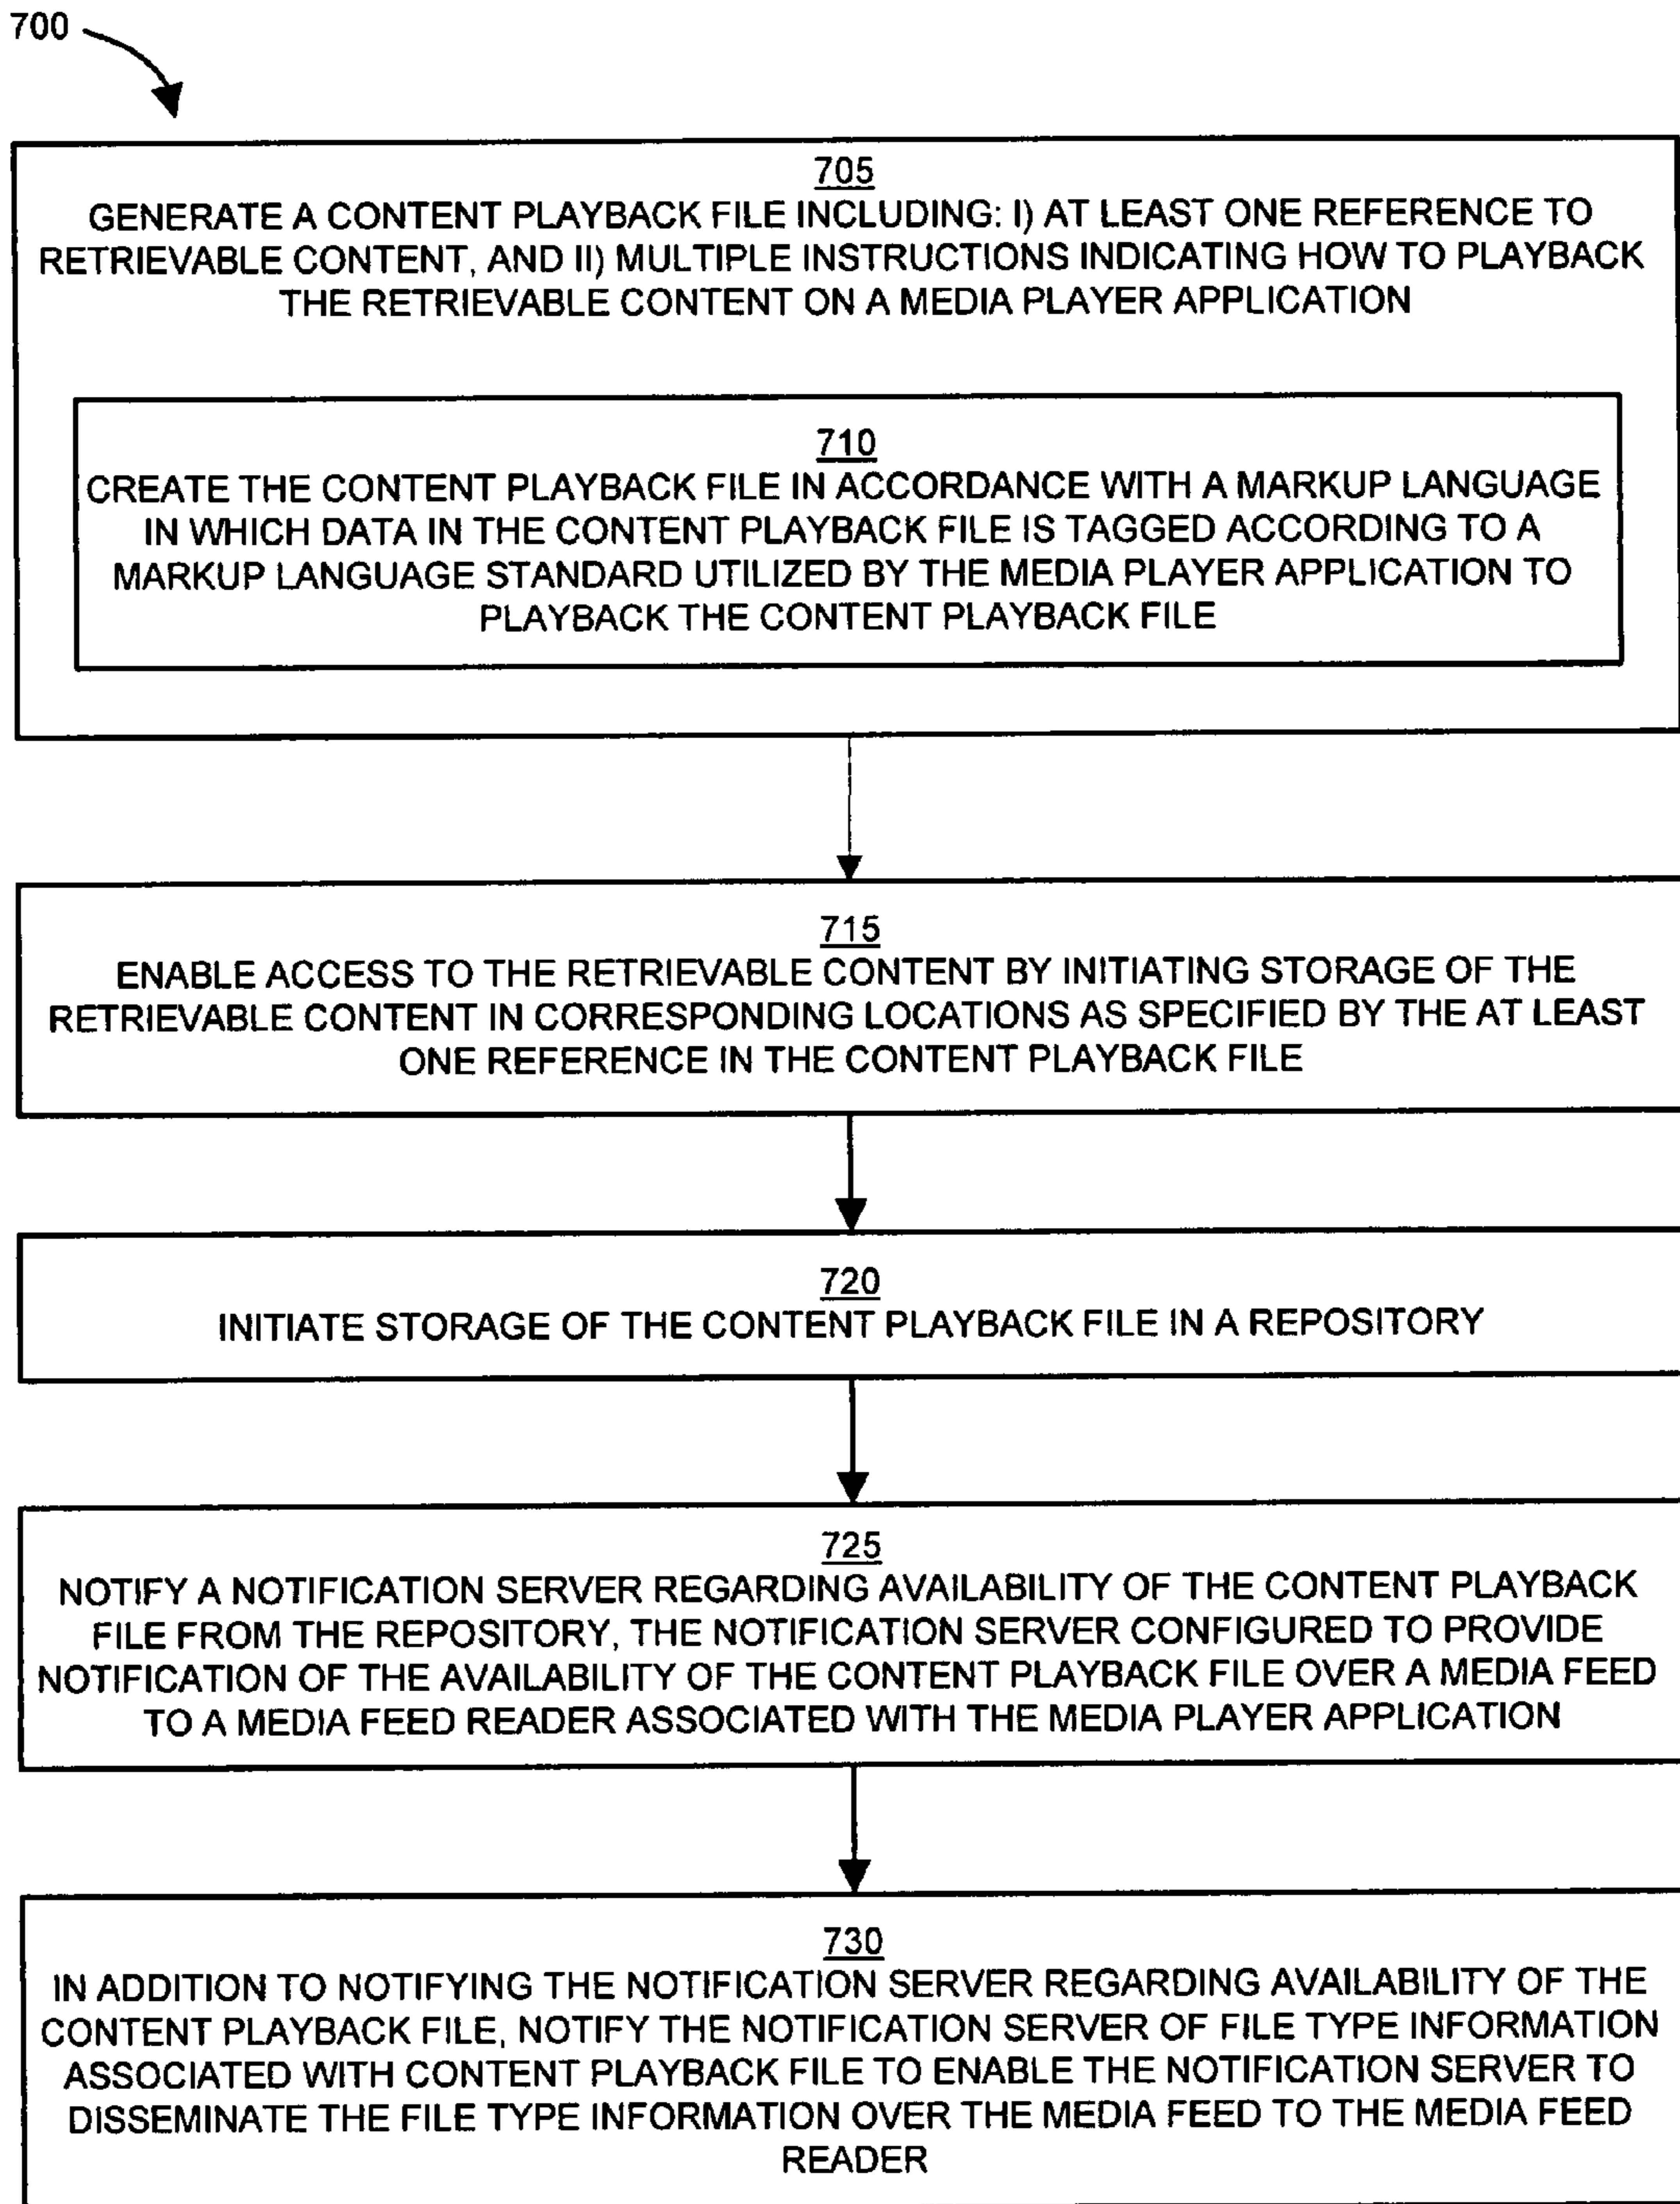 700
705
GENERATE A CONTENT PLAYBACK FILE INCLUDING: I) AT LEAST ONE REFERENCE TO
RETRIEVABLE CONTENT, AND II) MULTIPLE INSTRUCTIONS INDICATING HOW TO PLAYBACK
THE RETRIEVABLE CONTENT ON A MEDIA PLAYER APPLICATION
710
CREATE THE CONTENT PLAYBACK FILE IN ACCORDANCE WITH A MARKUP LANGUAGE
IN WHICH DATA IN THE CONTENT PLAYBACK FILE IS TAGGED ACCORDING TO A
MARKUP LANGUAGE STANDARD UTILIZED BY THE MEDIA PLAYER APPLICATION TO
PLAYBACK THE CONTENT PLAYBACK FILE
715
ENABLE ACCESS TO THE RETRIEVABLE CONTENT BY INITIATING STORAGE OF THE
RETRIEVABLE CONTENT IN CORRESPONDING LOCATIONS AS SPECIFIED BY THE AT LEAST
ONE REFERENCE IN THE CONTENT PLAYBACK FILE
720
INITIATE STORAGE OF THE CONTENT PLAYBACK FILE IN A REPOSITORY
725
NOTIFY A NOTIFICATION SERVER REGARDING AVAILABILITY OF THE CONTENT PLAYBACK
FILE FROM THE REPOSITORY, THE NOTIFICATION SERVER CONFIGURED TO PROVIDE
NOTIFICATION OF THE AVAILABILITY OF THE CONTENT PLAYBACK FILE OVER A MEDIA FEED
TO A MEDIA FEED READER ASSOCIATED WITH THE MEDIA PLAYER APPLICATION
730
IN ADDITION TO NOTIFYING THE NOTIFICATION SERVER REGARDING AVAILABILITY OF THE
CONTENT PLAYBACK FILE, NOTIFY THE NOTIFICATION SERVER OF FILE TYPE INFORMATION
ASSOCIATED WITH CONTENT PLAYBACK FILE TO ENABLE THE NOTIFICATION SERVER TO
DISSEMINATE THE FILE TYPE INFORMATION OVER THE MEDIA FEED TO THE MEDIA FEED
READER